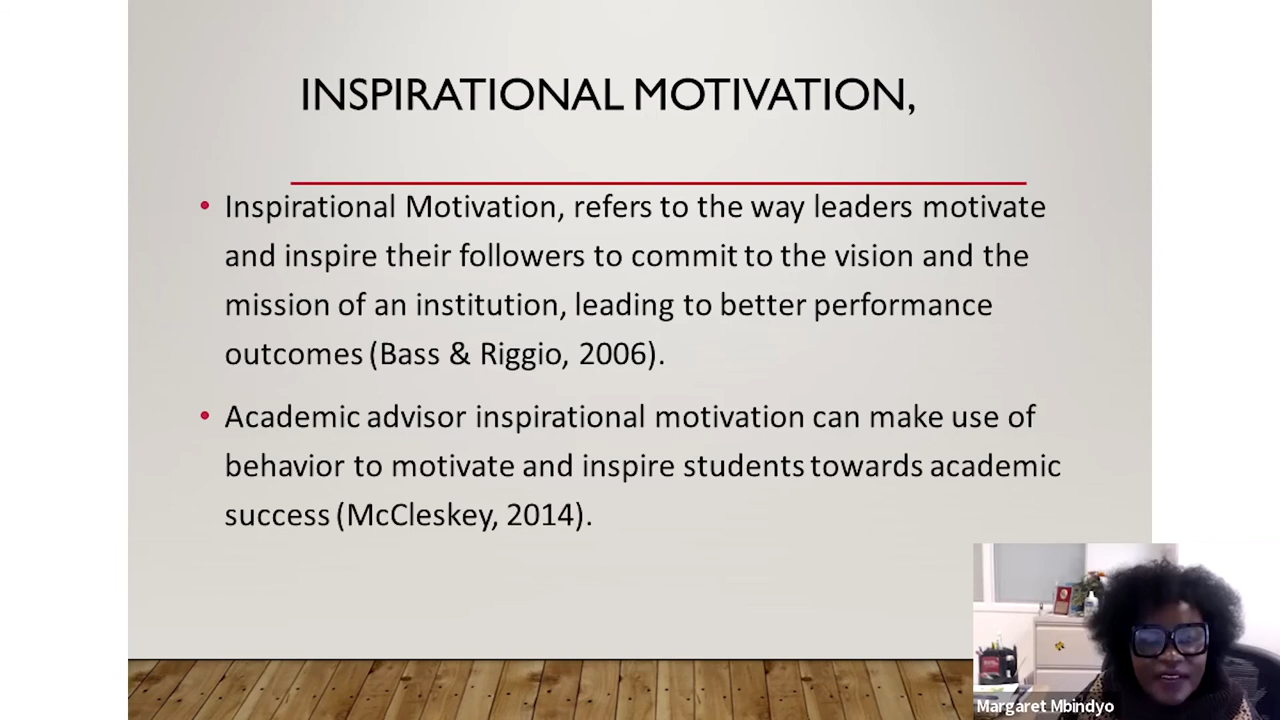 INSPIRATIONAL MOTIVATION,
• Inspirational Motivation, refers to the way leaders motivate
and inspire their followers to commit to the vision and the
mission of an institution, leading to better performance
outcomes (Bass & Riggio, 2006).
• Academic advisor inspirational motivation can make use of
behavior to motivate and inspire students towards academic
success (McCleskey, 2014).
Margaret Mbindyo